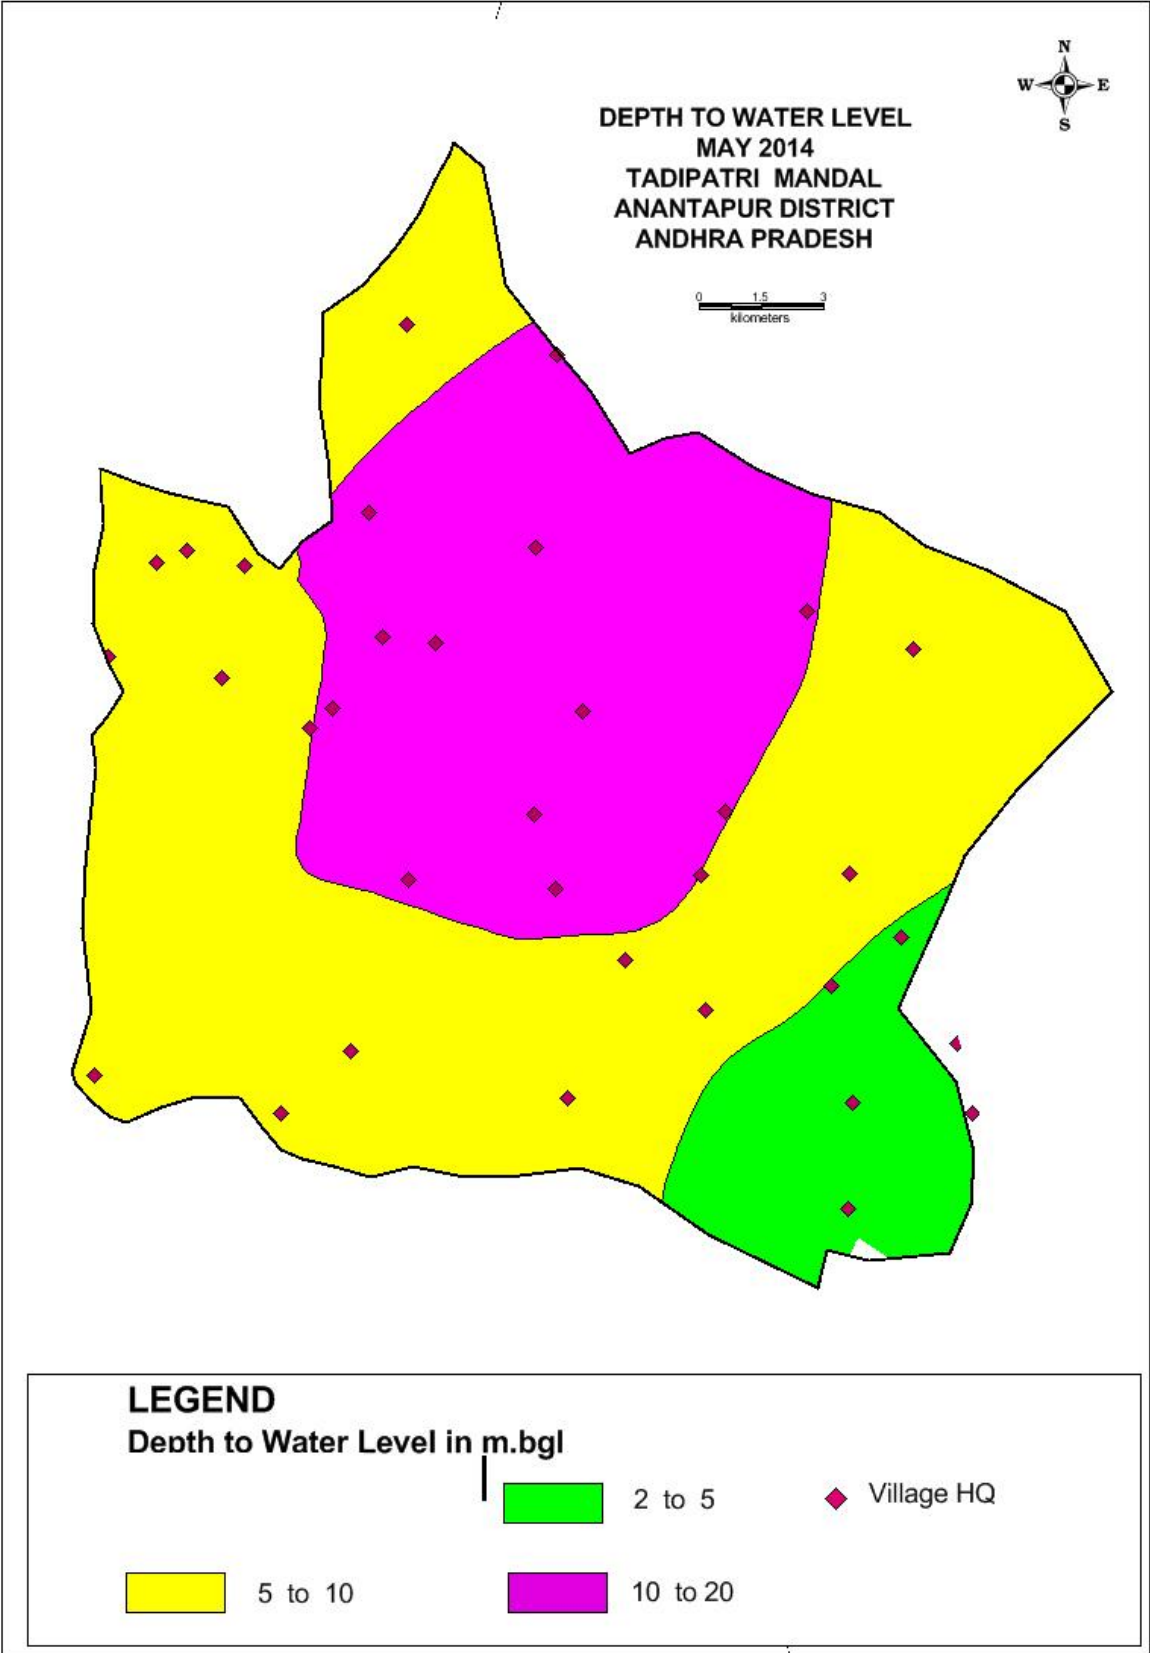 N
W E
S
DEPTH TO WATER LEVEL
MAY 2014
TADIPATRI MANDAL
ANANTAPUR DISTRICT
ANDHRA PRADESH
0 1.5 3
kilometers
LEGEND
Depth to Water Level in m.bgl
2 to 5
Village HQ
5 to 10
10 to 20